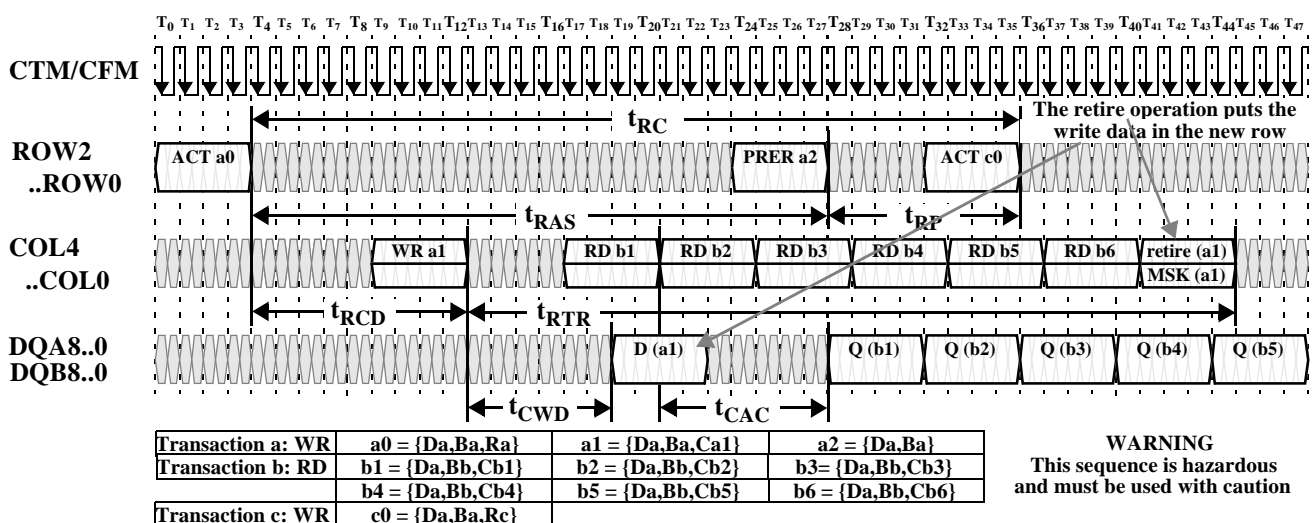 T0 T1 T2 T3 T4 T5 T6 T7 T8 T9 T10 T11 T12 T13 T14 T15 T16 T17 T18 T19 T20 T21 T22 T23 T24 T25 T26 T27 T28 T29 T30 T31 T32 T33 T34 T35 T36 T37 T38 T39 T40 T41 T42 T43 T44 T45 T46 T47
CTM/CFM
The retire operation puts the
write data in the new row
tRC
ROW2
..ROW0
ACT a0 PRER a2 ACT c0
tRAS tRP
COL4
..COL0
WR a1 RD b1 RD b2 RD b3 RD b4 RD b5 RD b6 retire (a1)
MSK (a1)
tRCD tRTR
DQA8..0
DQB8..0
D (a1) Q (b1) Q (b2) Q (b3) Q (b4) Q (b5)
tCWD tCAC
Transaction a: WR a0 = {Da,Ba,Ra} a1 = {Da,Ba,Ca1} a2 = {Da,Ba}
Transaction b: RD b1 = {Da,Bb,Cb1} b2 = {Da,Bb,Cb2} b3= {Da,Bb,Cb3}
b4 = {Da,Bb,Cb4} b5 = {Da,Bb,Cb5} b6 = {Da,Bb,Cb6}
Transaction c: WR c0 = {Da,Ba,Rc}
WARNING
This sequence is hazardous
and must be used with caution